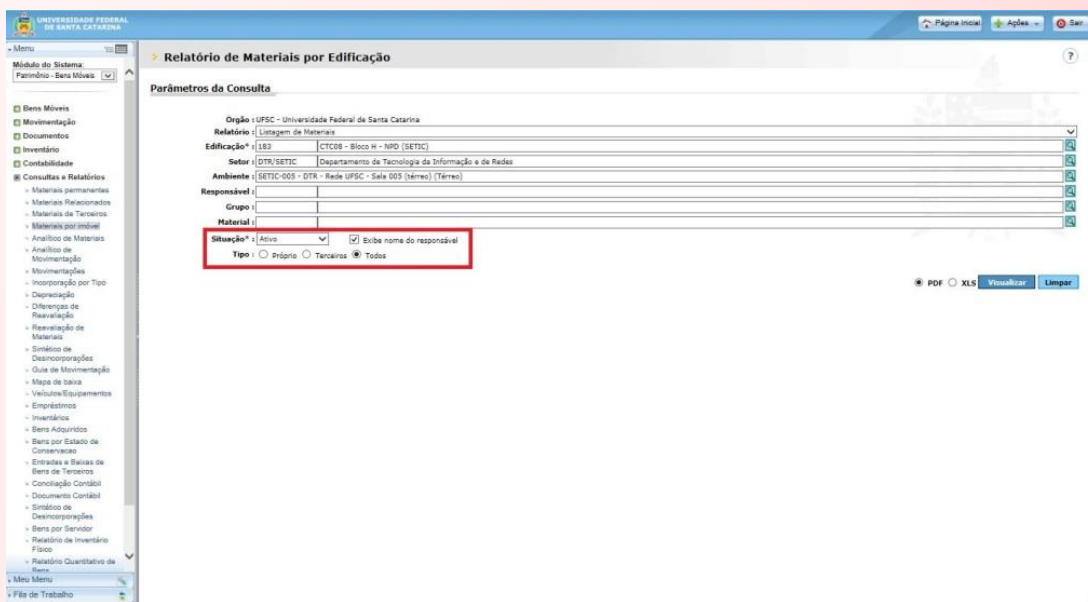 UNIVERSIDADE FEDERAL
DE SANTA CATARINA
Página Inicial
Ações
Sair
Menu
Módulo do Sistema:
Patrimônio - Bens Móveis
Bens Móveis
Movimentação
Documentos
Inventário
Contabilidade
Consultas e Relatórios
Materiais permanentes
Materiais Relacionados
Materiais de Terceiros
Materiais por imóvel
Analítico de Materiais
Analítico de
Movimentação
Movimentações
Incorporação por Tipo
Depreciação
Diferenças de
Reavaliação
Reavaliação de
Materiais
Sintético de
Desincorporações
Guia de Movimentação
Mapa de baixa
Veículos/Equipamentos
Empréstimos
Inventários
Bens Adquiridos
Bens por Estado de
Conservacao
Entradas e Baixas de
Bens de Terceiros
Conciliação Contábil
Documento Contábil
Sintético de
Desincorporações
Bens por Servidor
Relatório de Inventário
Físico
Relatório Quantitativo de
Bens
Meu Menu
Fila de Trabalho
Relatório de Materiais por Edificação
?
Parâmetros da Consulta
Orgão : UFSC - Universidade Federal de Santa Catarina
Relatório : Listagem de Materiais
Edificação* : 183 CTC08 - Bloco H - NPD (SETIC)
Setor : DTR/SETIC Departamento de Tecnologia da Informação e de Redes
Ambiente : SETIC-005 - DTR - Rede UFSC - Sala 005 (térreo) (Térreo)
Responsável :
Grupo :
Material :
Situação* : Ativo Exibe nome do responsável
Tipo : Próprio Terceiros Todos
PDF XLS Visualizar Limpar